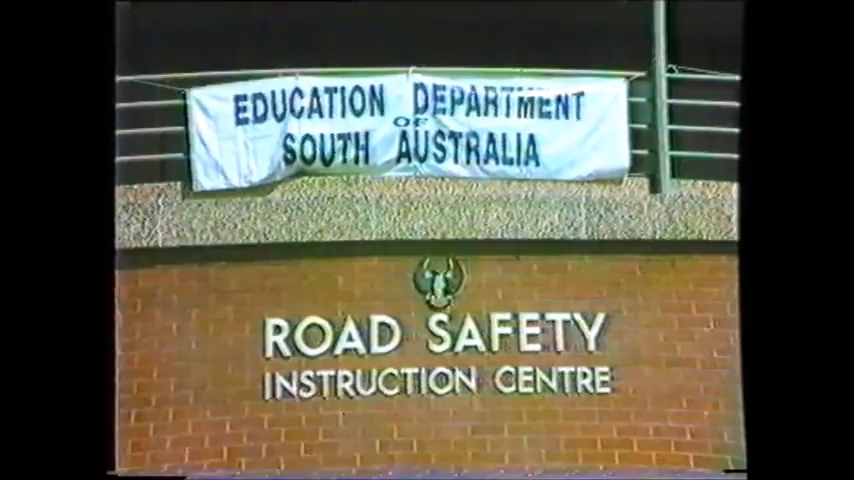 EDUCATION DEPARTMENT
OF
SOUTH AUSTRALIA
ROAD SAFETY
INSTRUCTION CENTRE